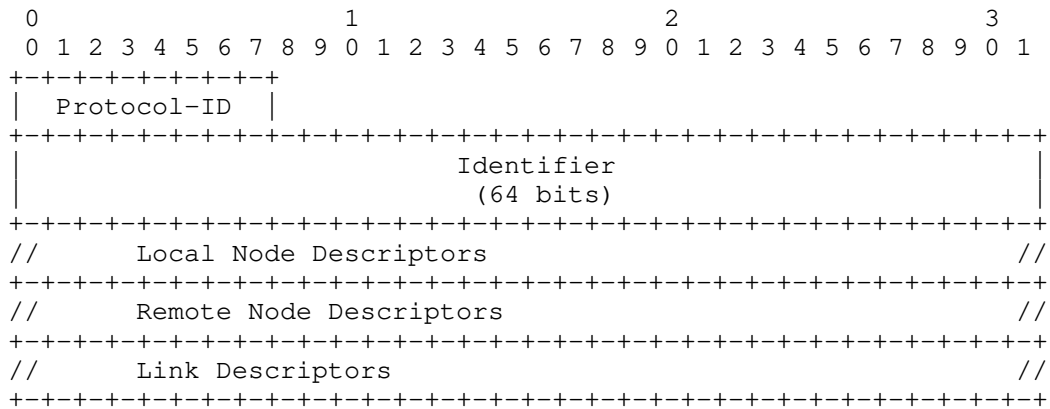 0                   1                   2                   3
 0 1 2 3 4 5 6 7 8 9 0 1 2 3 4 5 6 7 8 9 0 1 2 3 4 5 6 7 8 9 0 1
+-+-+-+-+-+-+-+-+
|  Protocol-ID  |
+-+-+-+-+-+-+-+-+-+-+-+-+-+-+-+-+-+-+-+-+-+-+-+-+-+-+-+-+-+-+-+-+
|                           Identifier                          |
|                            (64 bits)                          |
+-+-+-+-+-+-+-+-+-+-+-+-+-+-+-+-+-+-+-+-+-+-+-+-+-+-+-+-+-+-+-+-+
//      Local Node Descriptors                                 //
+-+-+-+-+-+-+-+-+-+-+-+-+-+-+-+-+-+-+-+-+-+-+-+-+-+-+-+-+-+-+-+-+
//      Remote Node Descriptors                                //
+-+-+-+-+-+-+-+-+-+-+-+-+-+-+-+-+-+-+-+-+-+-+-+-+-+-+-+-+-+-+-+-+
//      Link Descriptors                                       //
+-+-+-+-+-+-+-+-+-+-+-+-+-+-+-+-+-+-+-+-+-+-+-+-+-+-+-+-+-+-+-+-+